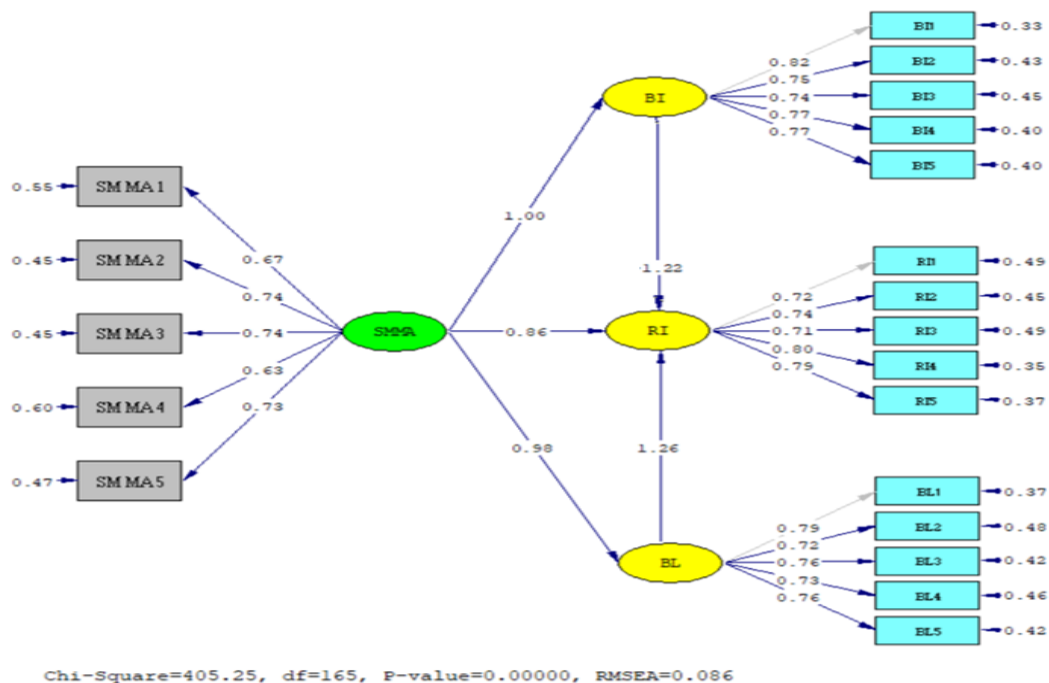 BI1 0.33
0.82
BI2 0.43
0.75
BI BI3 0.45
0.74
0.77
BI4 0.40
0.77
BI5 0.40
0.55 SMMA1
1.00
0.45 SMMA2
0.67
-1.22
RI1 0.49
0.74
0.72
RI2 0.45
0.74
0.45 SMMA3 0.74 SMMA 0.86 RI RI3 0.49
0.71
0.80
RI4 0.35
0.63
0.79
RI5 0.37
0.60 SMMA4
0.73
0.98 1.26
0.47 SMMA5
BL1 0.37
0.79
BL2 0.48
0.72
BL BL3 0.42
0.76
0.73
BL4 0.46
0.76
BL5 0.42
Chi-Square=405.25, df=165, P-value=0.00000, RMSEA=0.086